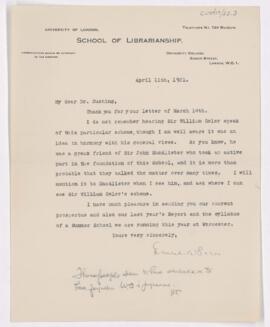 UNIVERSITY OF LONDON.
SCHOOL OF LIBRARIANSHIP.
UNIVERSITY COLLEGE,
GOWER STREET,
LONDON, W.C.1.
April 11th, 1921.
My dear Dr. Cushing,
Thank you for your letter of March 14th.
I do not remember hearing Sir William Osler speak
of this particular scheme, though I am well aware it was an
idea in harmony with his general views. As you know, he
was a great friend of Sir John MacAlister who took an active
part in the foundation of this school, and it is more than
probable that they talked the matter over many times. I will
mention it to MacAlister when I see him, and ask where I can
see Sir William Osler's scheme.
I have much pleasure in sending you our current
prospectus and also our last year's Report and the syllabus
of a Summer School we are running this year at
Yours very sincerely,